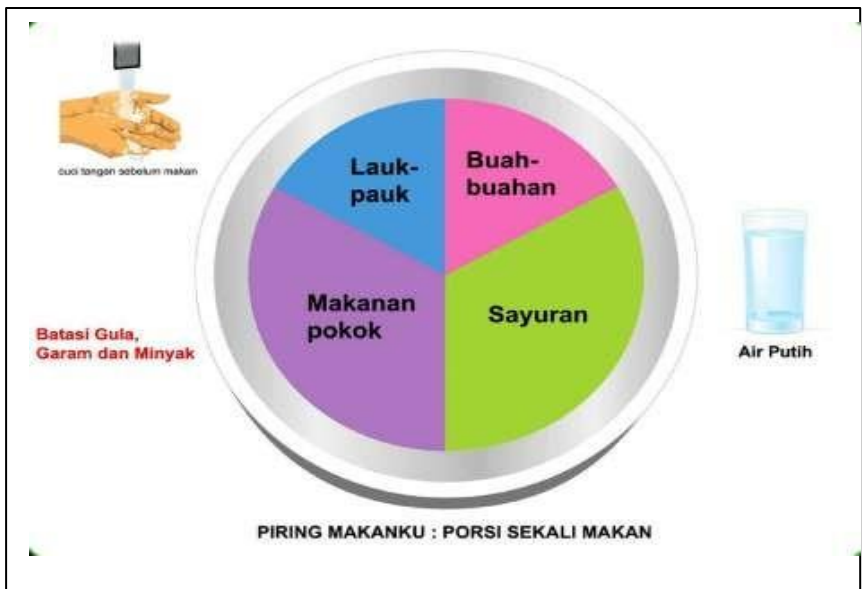 cuci tangan sebelum makan
Lauk-
pauk
Buah-
buahan
Makanan
pokok
Sayuran
Batasi Gula,
Garam dan Minyak
Air Putih
PIRING MAKANKU : PORSI SEKALI MAKAN